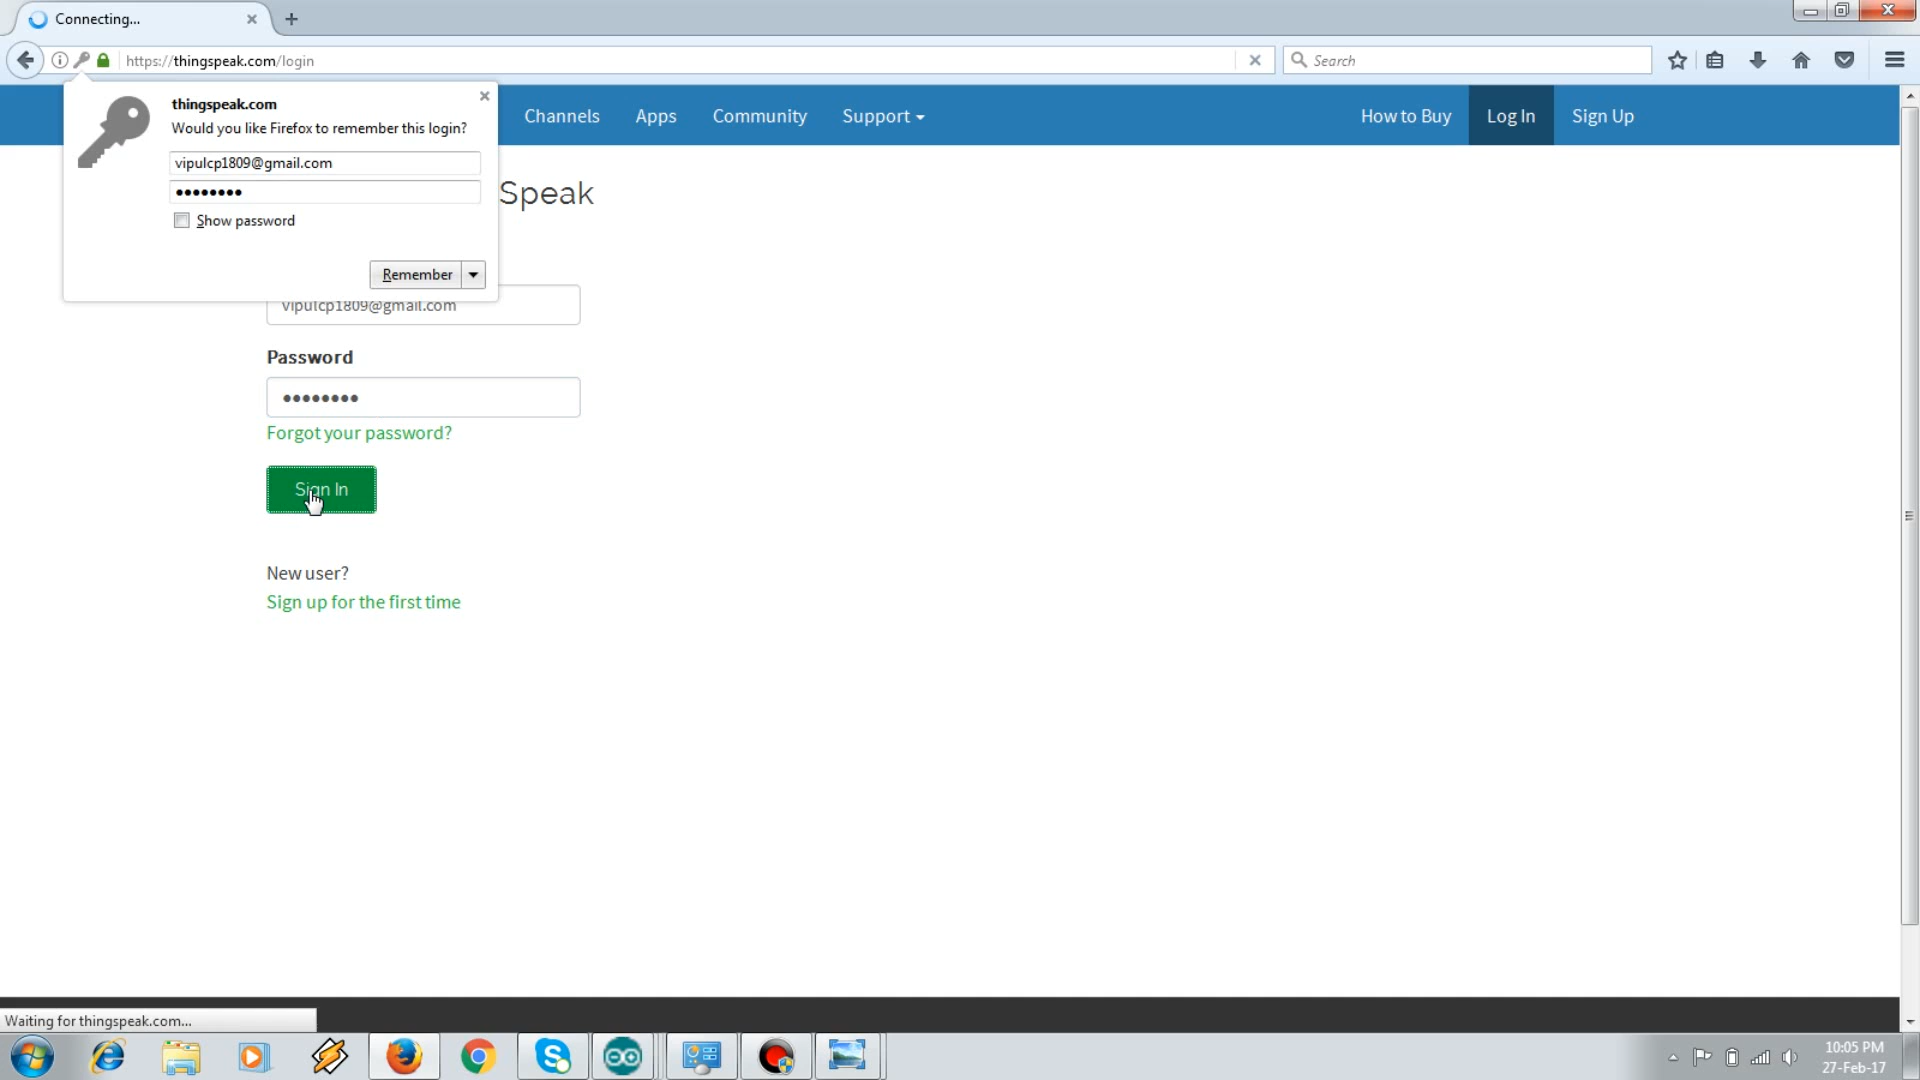 Connecting...
https://thingspeak.com/login
Search
thingspeak.com
Would you like Firefox to remember this login?
vipulcp1809@gmail.com
●●●●●●●●
Show password
Remember
Channels
Apps
Community
Support
How to Buy
Log In
Sign Up
Speak
vipulcp1809@gmail.com
Password
●●●●●●●●
Forgot your password?
Sign In
New user?
Sign up for the first time
Waiting for thingspeak.com...
10:05 PM
27-Feb-17